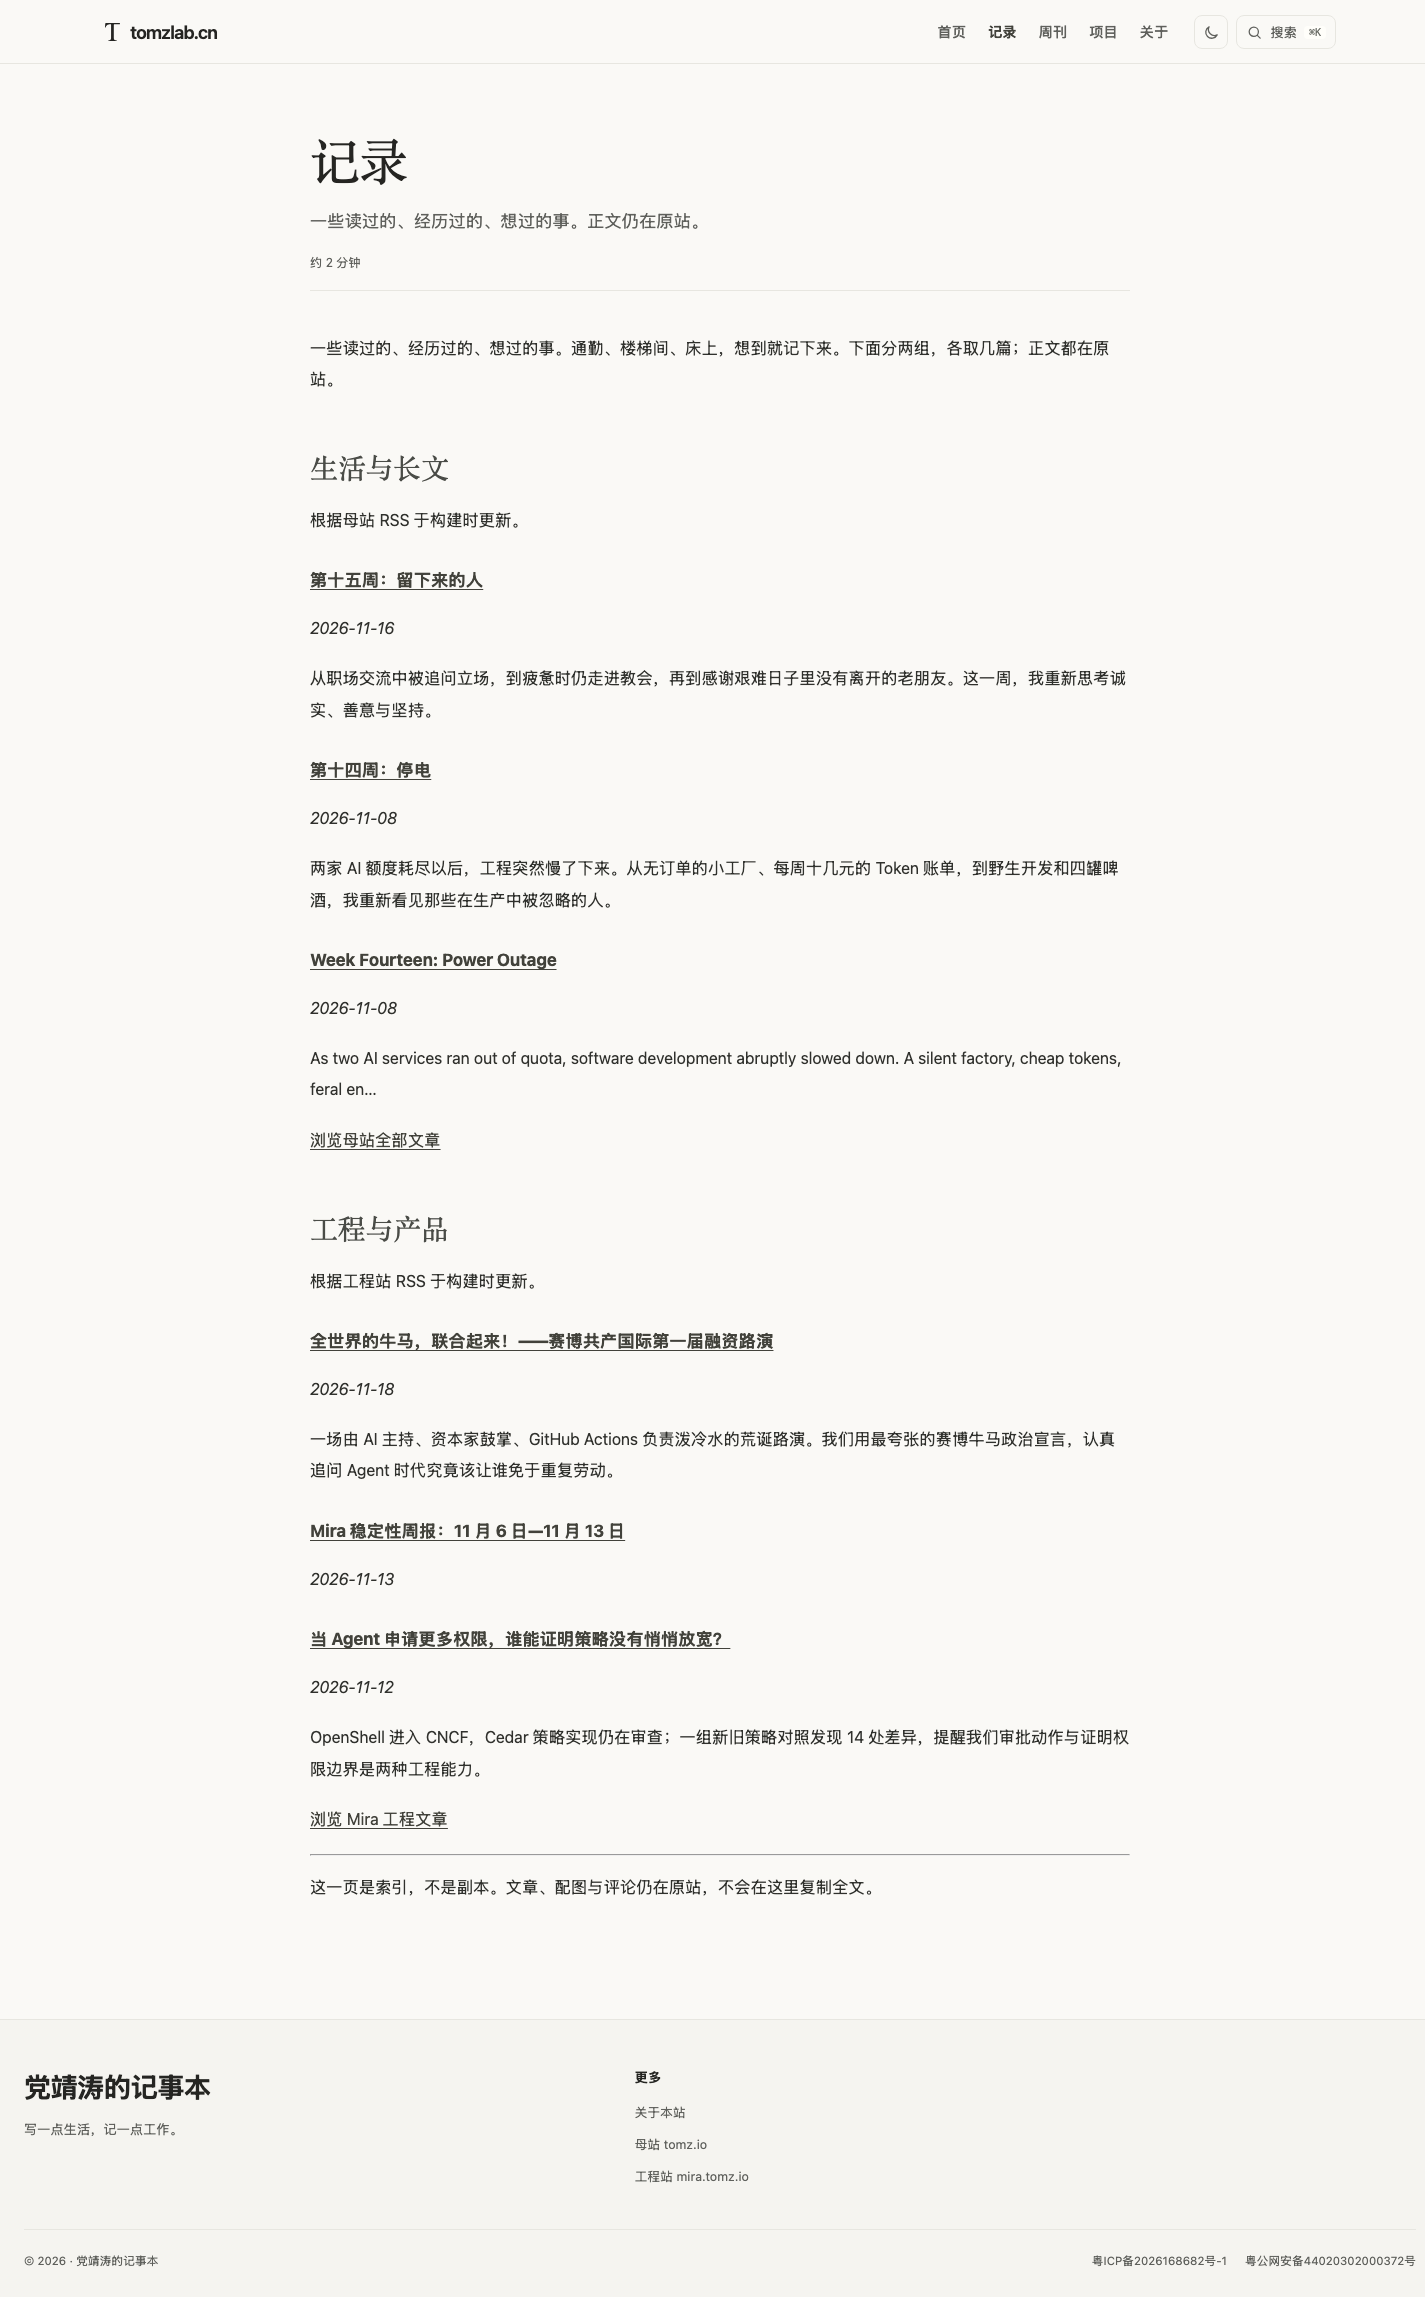 T tomzlab.cn
首页 记录 周刊 项目 关于 搜索 ⌘K
记录
一些读过的、经历过的、想过的事。正文仍在原站。
约 2 分钟
一些读过的、经历过的、想过的事。通勤、楼梯间、床上，想到就记下来。下面分两组，各取几篇；正文都在原
站。
生活与长文
根据母站 RSS 于构建时更新。
第十五周：留下来的人
2026-11-16
从职场交流中被追问立场，到疲惫时仍走进教会，再到感谢艰难日子里没有离开的老朋友。这一周，我重新思考诚
实、善意与坚持。
第十四周：停电
2026-11-08
两家 AI 额度耗尽以后，工程突然慢了下来。从无订单的小工厂、每周十几元的 Token 账单，到野生开发和四罐啤
酒，我重新看见那些在生产中被忽略的人。
Week Fourteen: Power Outage
2026-11-08
As two AI services ran out of quota, software development abruptly slowed down. A silent factory, cheap tokens,
feral en...
浏览母站全部文章
工程与产品
根据工程站 RSS 于构建时更新。
全世界的牛马，联合起来！——赛博共产国际第一届融资路演
2026-11-18
一场由 AI 主持、资本家鼓掌、GitHub Actions 负责泼冷水的荒诞路演。我们用最夸张的赛博牛马政治宣言，认真
追问 Agent 时代究竟该让谁免于重复劳动。
Mira 稳定性周报：11 月 6 日—11 月 13 日
2026-11-13
当 Agent 申请更多权限，谁能证明策略没有悄悄放宽？
2026-11-12
OpenShell 进入 CNCF，Cedar 策略实现仍在审查；一组新旧策略对照发现 14 处差异，提醒我们审批动作与证明权
限边界是两种工程能力。
浏览 Mira 工程文章
这一页是索引，不是副本。文章、配图与评论仍在原站，不会在这里复制全文。
党靖涛的记事本
写一点生活，记一点工作。
更多
关于本站
母站 tomz.io
工程站 mira.tomz.io
© 2026 · 党靖涛的记事本
粤ICP备2026168682号-1 粤公网安备44020302000372号